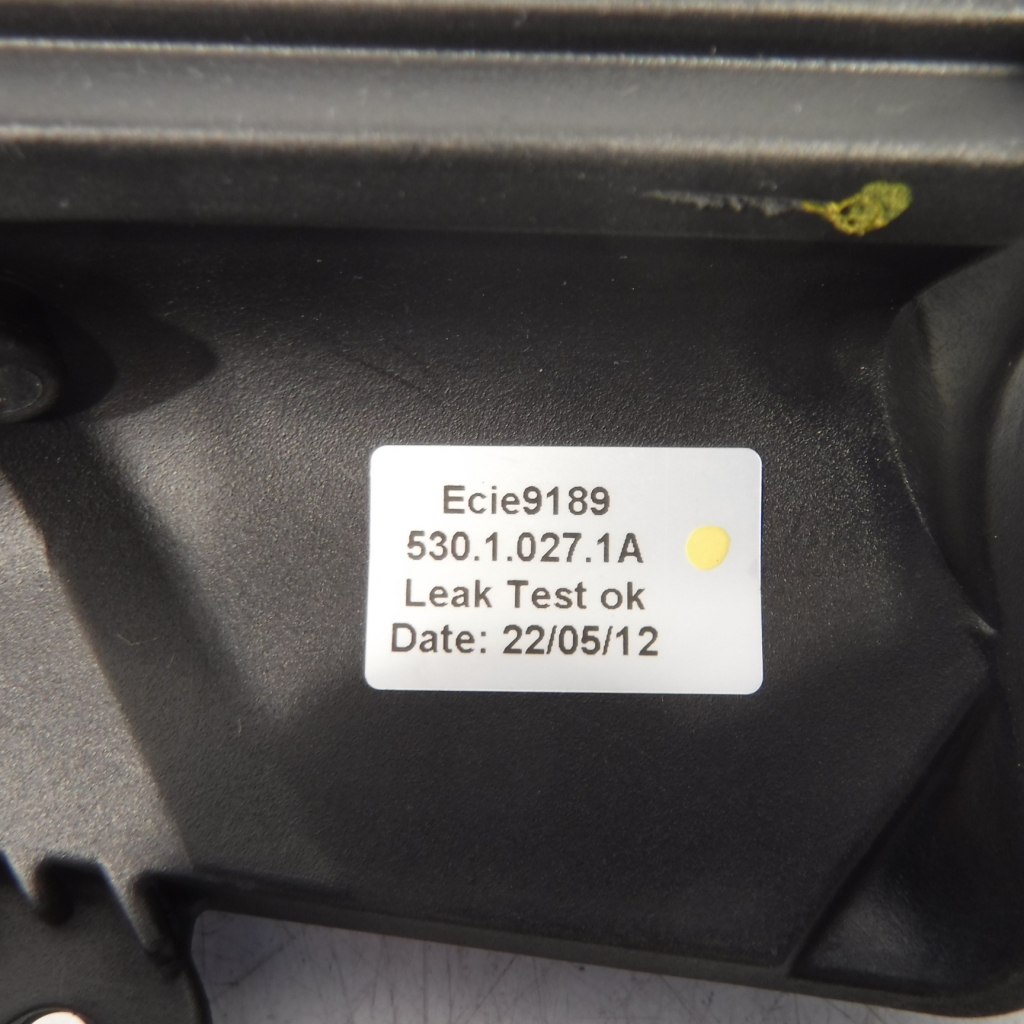 Ecie9189
530.1.027.1A
Leak Test ok
Date: 22/05/12